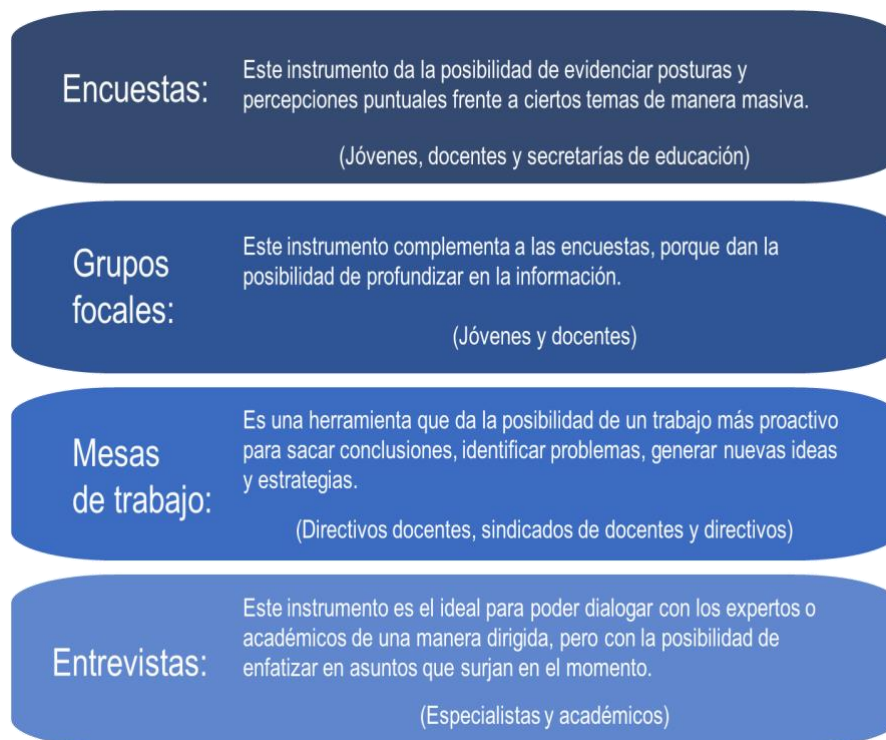 Encuestas:
Este instrumento da la posibilidad de evidenciar posturas y
percepciones puntuales frente a ciertos temas de manera masiva.
(Jóvenes, docentes y secretarías de educación)
Grupos
focales:
Este instrumento complementa a las encuestas, porque dan la
posibilidad de profundizar en la información.
(Jóvenes y docentes)
Mesas
de trabajo:
Es una herramienta que da la posibilidad de un trabajo más proactivo
para sacar conclusiones, identificar problemas, generar nuevas ideas
y estrategias.
(Directivos docentes, sindicados de docentes y directivos)
Entrevistas:
Este instrumento es el ideal para poder dialogar con los expertos o
académicos de una manera dirigida, pero con la posibilidad de
enfatizar en asuntos que surjan en el momento.
(Especialistas y académicos)